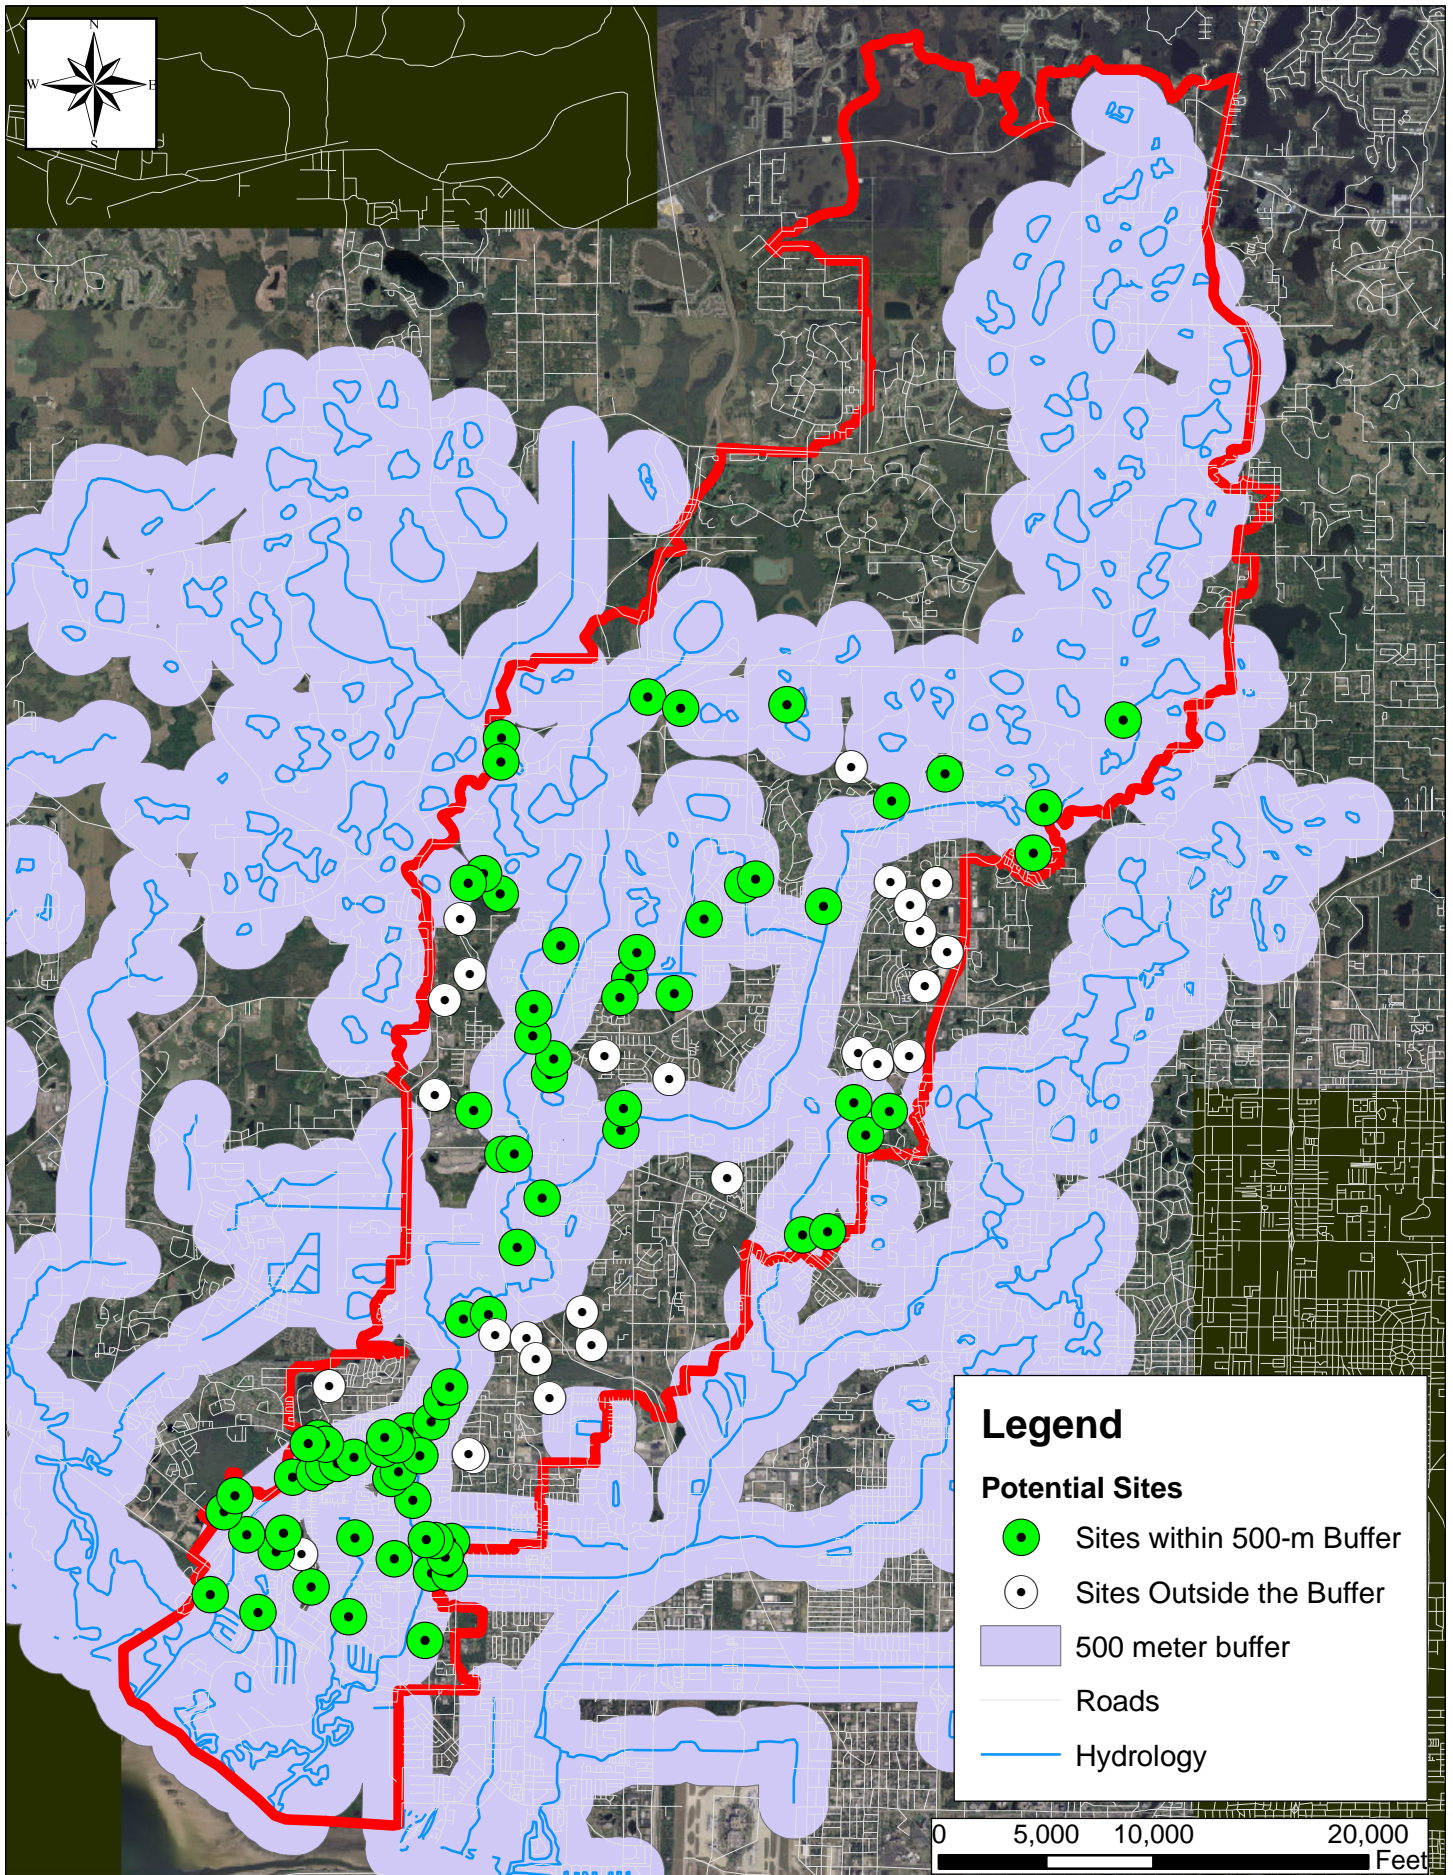 N
W E
S
Legend
Potential Sites
Sites within 500-m Buffer
Sites Outside the Buffer
500 meter buffer
Roads
Hydrology
0 5,000 10,000 20,000
Feet